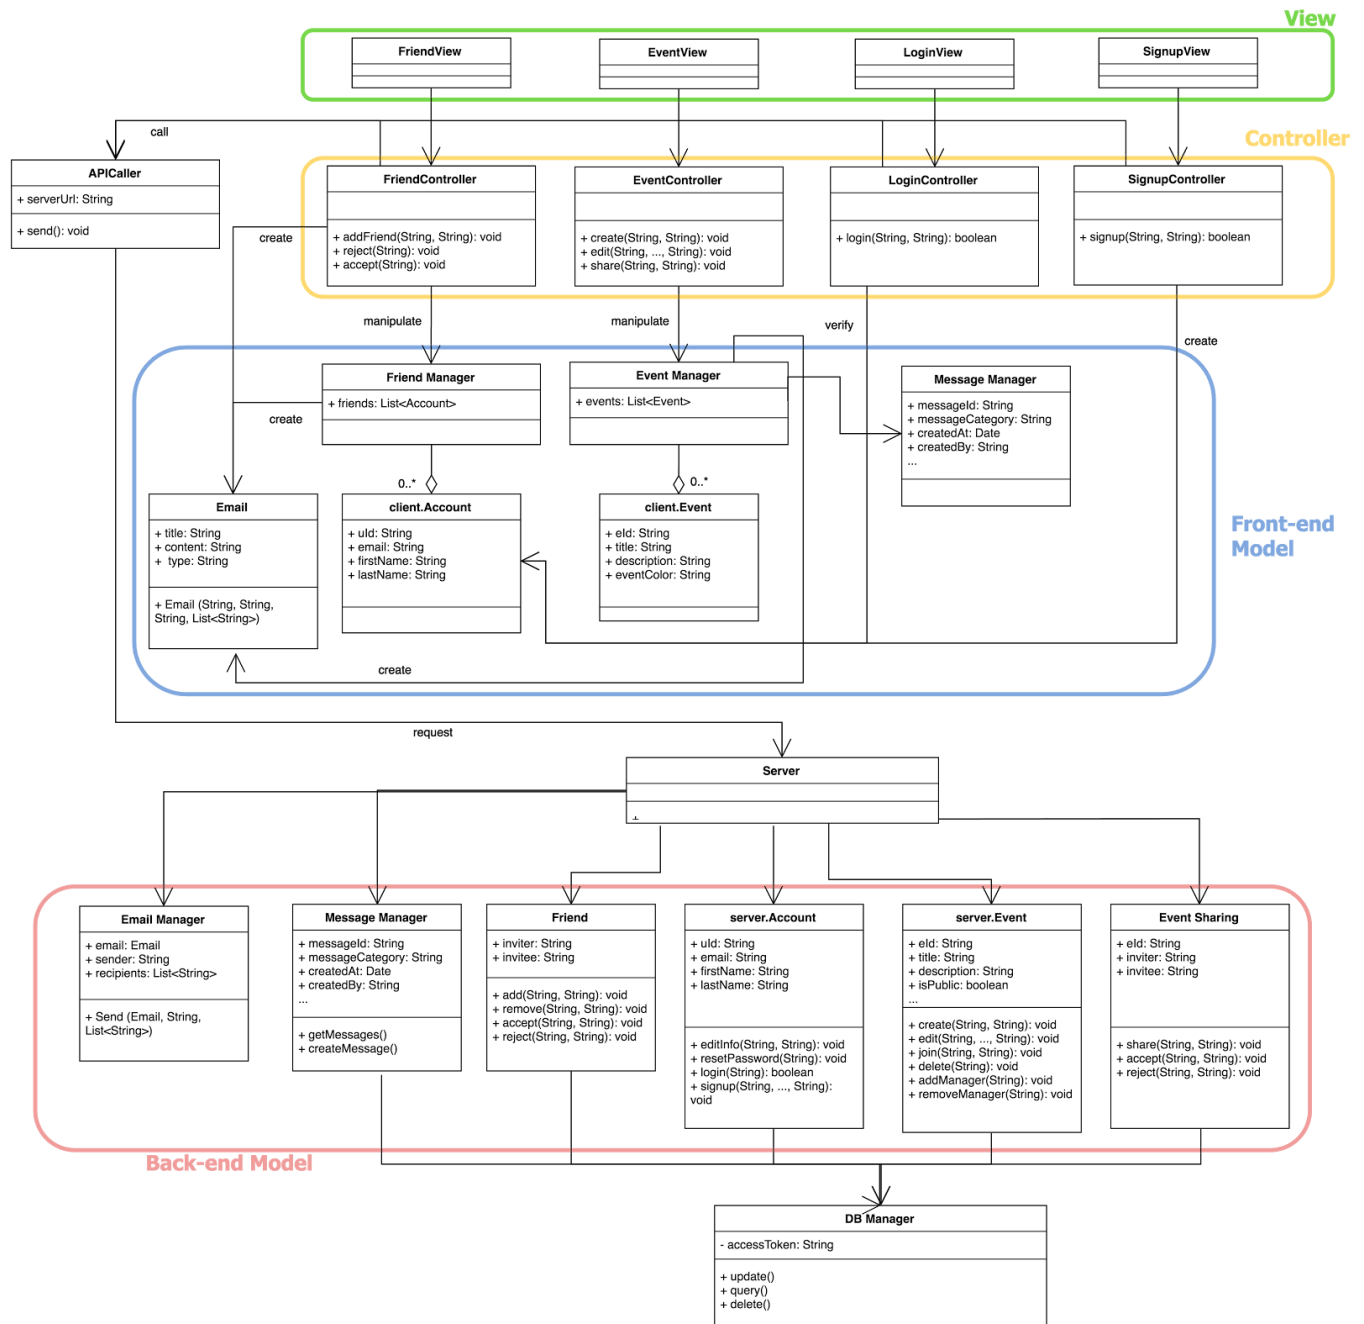 View
FriendView
EventView
LoginView
SignupView
call
Controller
APICaller
+ serverUrl: String
+ send(): void
FriendController
+ addFriend(String, String): void
+ reject(String): void
+ accept(String): void
EventController
+ create(String, String): void
+ edit(String, ..., String): void
+ share(String, String): void
LoginController
+ login(String, String): boolean
SignupController
+ signup(String, String): boolean
create
manipulate
manipulate
verify
create
Friend Manager
+ friends: List<Account>
Event Manager
+ events: List<Event>
Message Manager
+ messageId: String
+ messageCategory: String
+ createdAt: Date
+ createdBy: String
...
create
0..*
0..*
Email
+ title: String
+ content: String
+ type: String
+ Email (String, String,
String, List<String>)
client.Account
+ uId: String
+ email: String
+ firstName: String
+ lastName: String
client.Event
+ eId: String
+ title: String
+ description: String
+ eventColor: String
Front-end
Model
create
request
Server
+
Email Manager
+ email: Email
+ sender: String
+ recipients: List<String>
+ Send (Email, String,
List<String>)
Message Manager
+ messageId: String
+ messageCategory: String
+ createdAt: Date
+ createdBy: String
...
+ getMessages()
+ createMessage()
Friend
+ inviter: String
+ invitee: String
+ add(String, String): void
+ remove(String, String): void
+ accept(String, String): void
+ reject(String, String): void
server.Account
+ uId: String
+ email: String
+ firstName: String
+ lastName: String
+ editInfo(String, String): void
+ resetPassword(String): void
+ login(String): boolean
+ signup(String, ..., String):
void
server.Event
+ eId: String
+ title: String
+ description: String
+ isPublic: boolean
...
+ create(String, String): void
+ edit(String, ..., String): void
+ join(String, String): void
+ delete(String): void
+ addManager(String): void
+ removeManager(String): void
Event Sharing
+ eId: String
+ inviter: String
+ invitee: String
+ share(String, String): void
+ accept(String, String): void
+ reject(String, String): void
Back-end Model
DB Manager
- accessToken: String
+ update()
+ query()
+ delete()